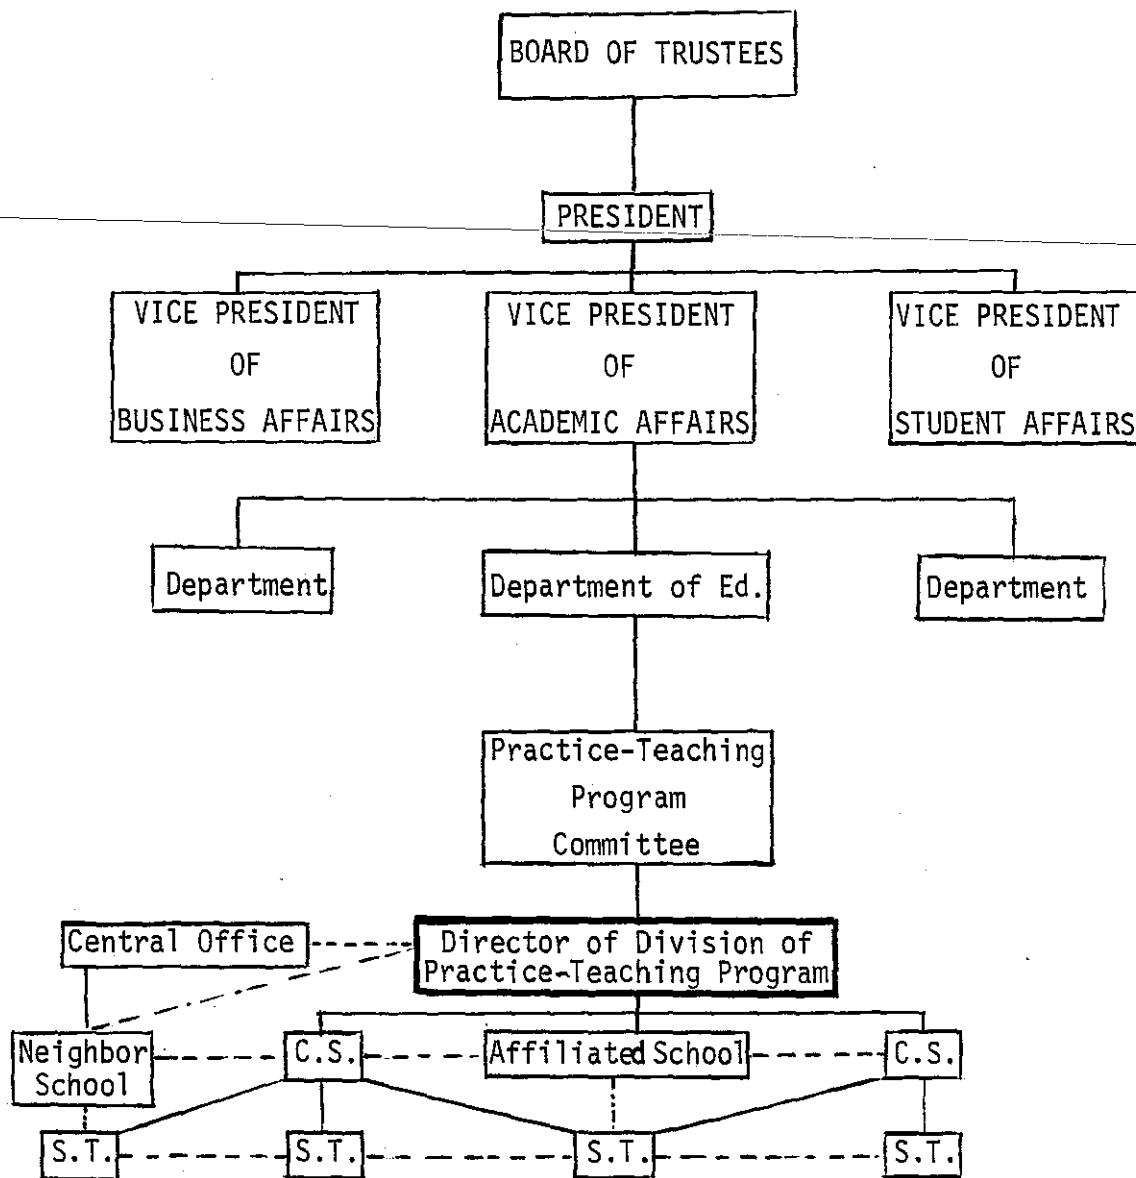 BOARD OF TRUSTEES
PRESIDENT
VICE PRESIDENT
OF
BUSINESS AFFAIRS
VICE PRESIDENT
OF
ACADEMIC AFFAIRS
VICE PRESIDENT
OF
STUDENT AFFAIRS
Department
Department of Ed.
Department
Practice-Teaching
Program
Committee
Central Office
Director of Division of
Practice-Teaching Program
Neighbor
School
C.S.
Affiliated School
C.S.
S.T.
S.T.
S.T.
S.T.